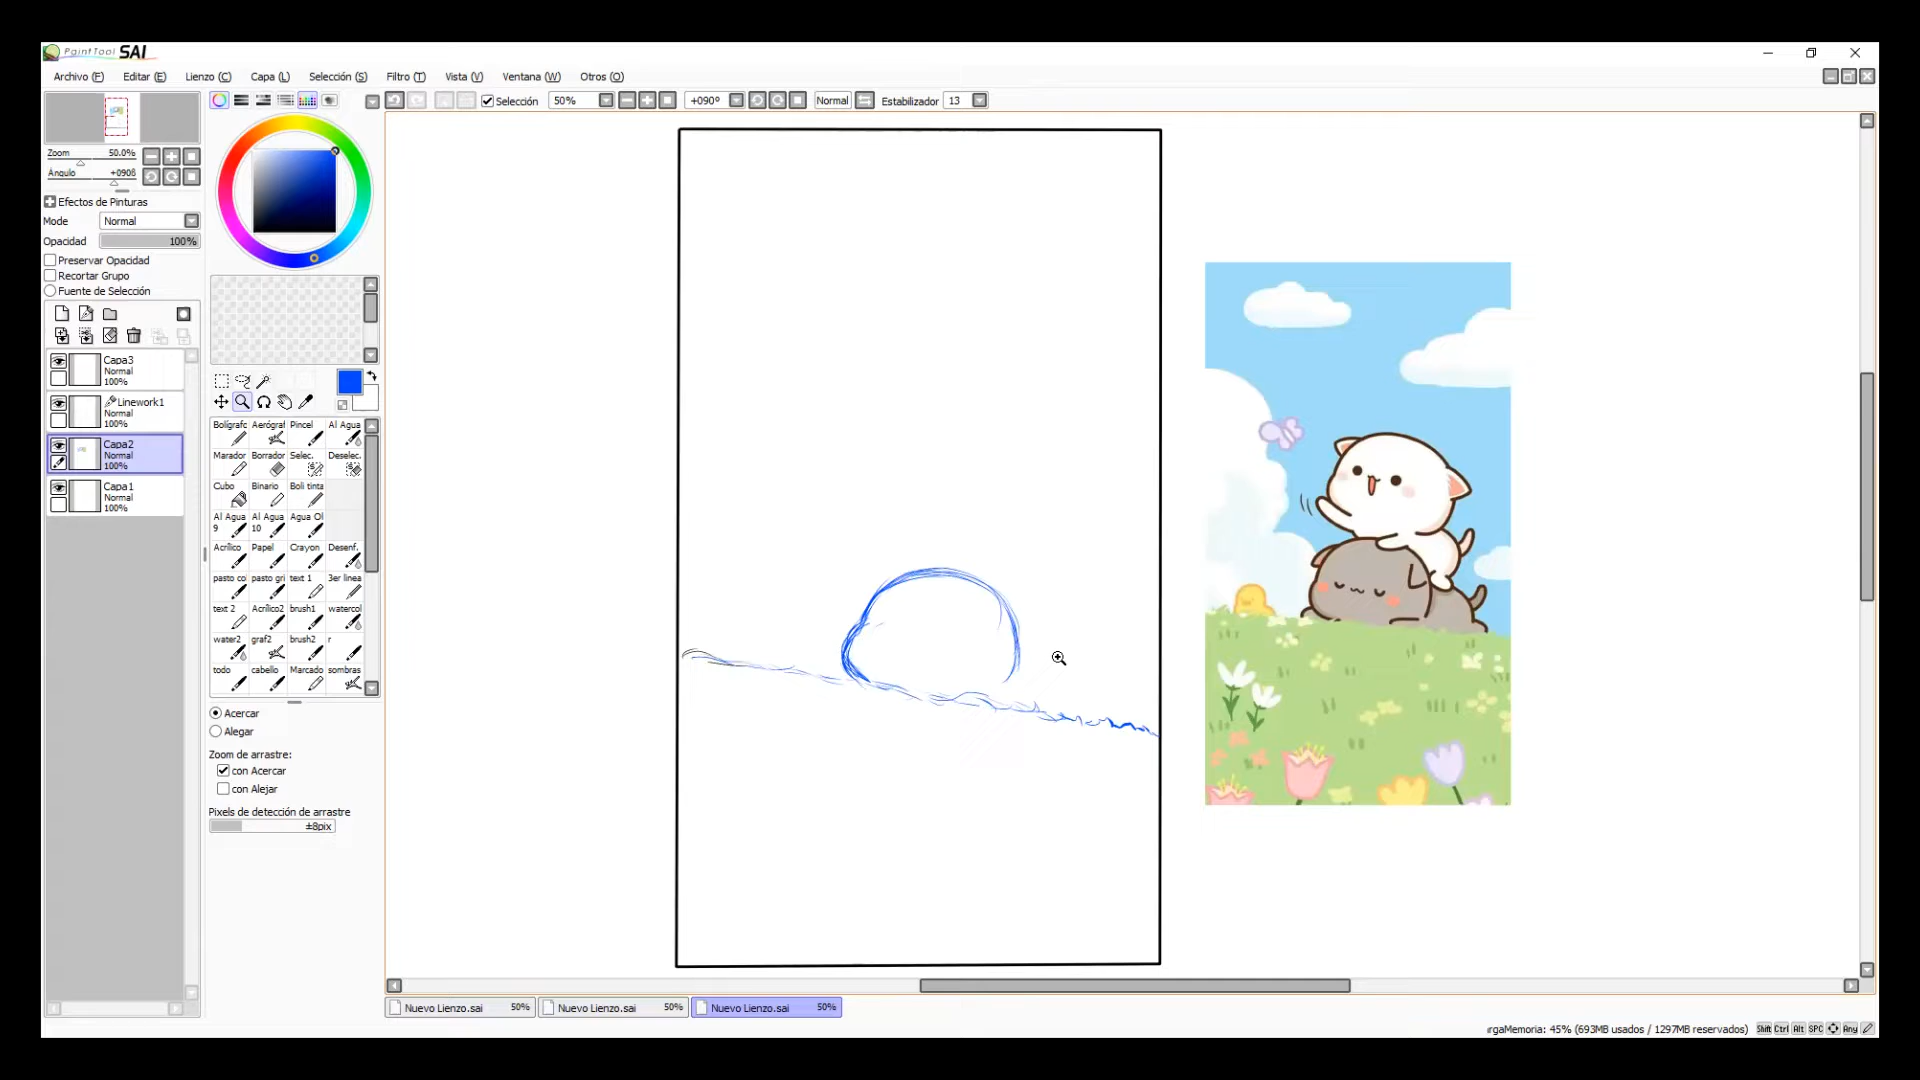 PaintTool SAI
Archivo (F) Editar (E) Lienzo (C) Capa (L) Selección (S) Filtro (T) Vista (V) Ventana (W) Otros (O)
Selección 50% +090º Normal Estabilizador 13
Zoom 50.0%
Ángulo +090ß
Efectos de Pinturas
Mode Normal
Opacidad 100%
Preservar Opacidad
Recortar Grupo
Fuente de Selección
Capa3
Normal
100%
Linework1
Normal
100%
Capa2
Normal
100%
Capa1
Normal
100%
Bolígrafc Aerógraf Pincel Al Agua
Marador Borrador Selec. Deselec.
Cubo Binario Boli tinta
Al Agua 9 Al Agua 10 Agua Ol
Acrílico Papel Crayon Desenf.
pasto co pasto gri text 1 3er linea
text 2 Acrílico2 brush1 watercol
water2 graf2 brush2 r
todo cabello Marcado sombras
Acercar
Alegar
Zoom de arrastre:
con Acercar
con Alejar
Pixels de detección de arrastre
±8pix
Nuevo Lienzo.sai 50% Nuevo Lienzo.sai 50% Nuevo Lienzo.sai 50%
rgaMemoria: 45% (693MB usados / 1297MB reservados) Shift Ctrl Alt SPC Any